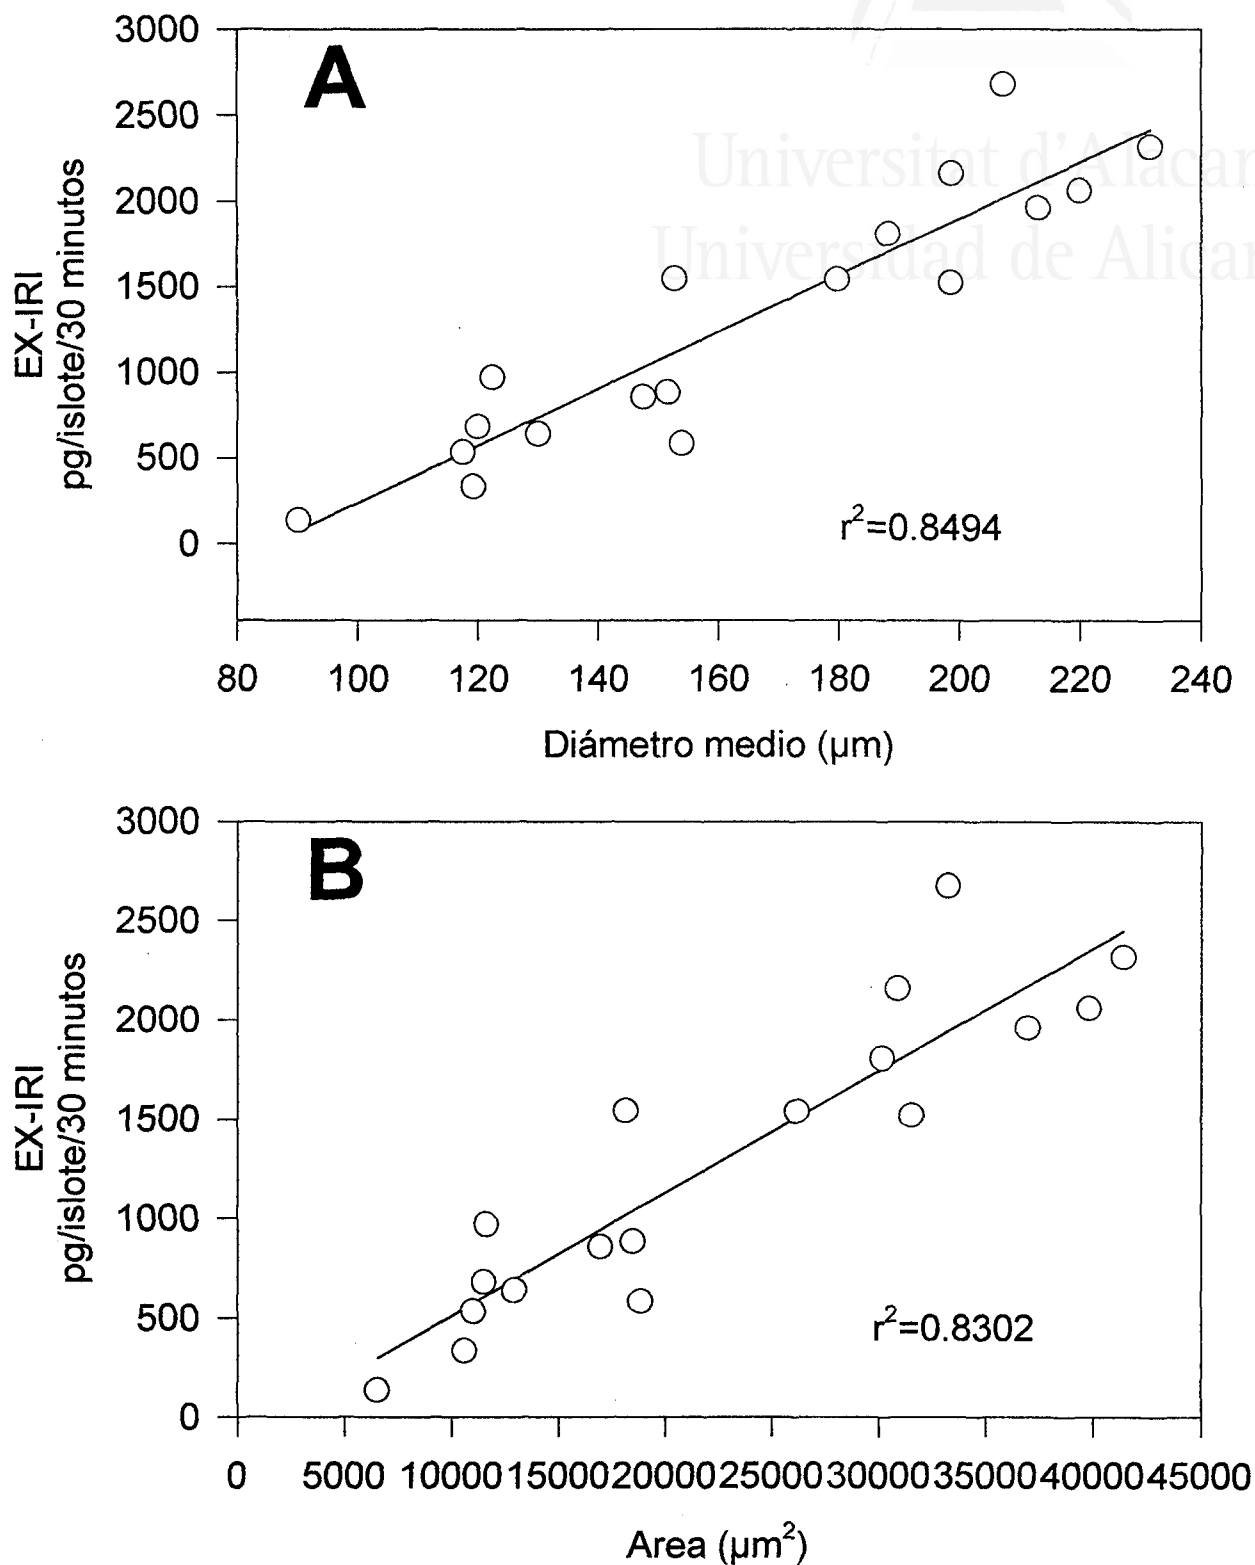 3000
A
2500
2000
1500
1000
500
0
EX-IRI
pg/islote/30 minutos
Universitat d'Alacan
Universidad de Alican
r²=0.8494
80 100 120 140 160 180 200 220 240
Diámetro medio (µm)
3000
B
2500
2000
1500
1000
500
0
EX-IRI
pg/islote/30 minutos
r²=0.8302
0 5000 10000 15000 20000 25000 30000 35000 40000 45000
Area (µm²)